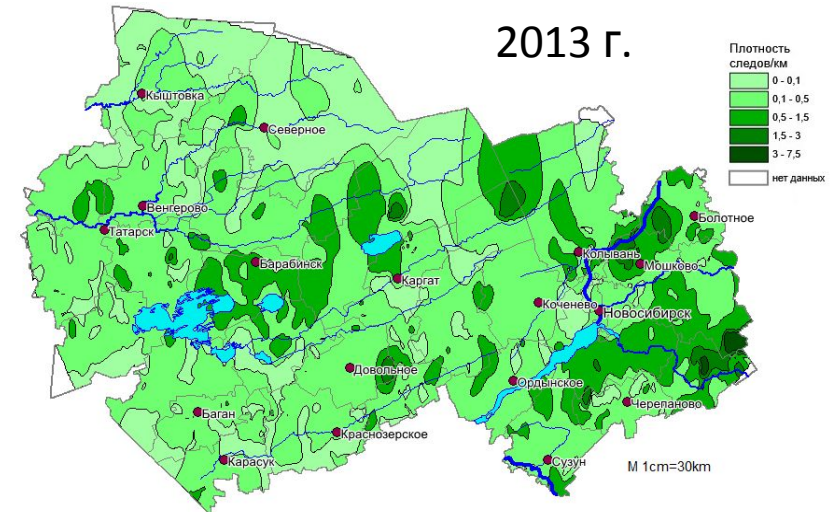 2013 г.
Плотность
следов/км
0 - 0,1
0,1 - 0,5
0,5 - 1,5
1,5 - 3
3 - 7,5
нет данных
Кыштовка
Северное
Венгерово
Татарск
Болотное
Колывань
Мошково
Барабинск
Каргат
Коченево
Новосибирск
Довольное
Ордынское
Черепаново
Баган
Краснозерское
Карасук
Сузун
М 1cm=30km